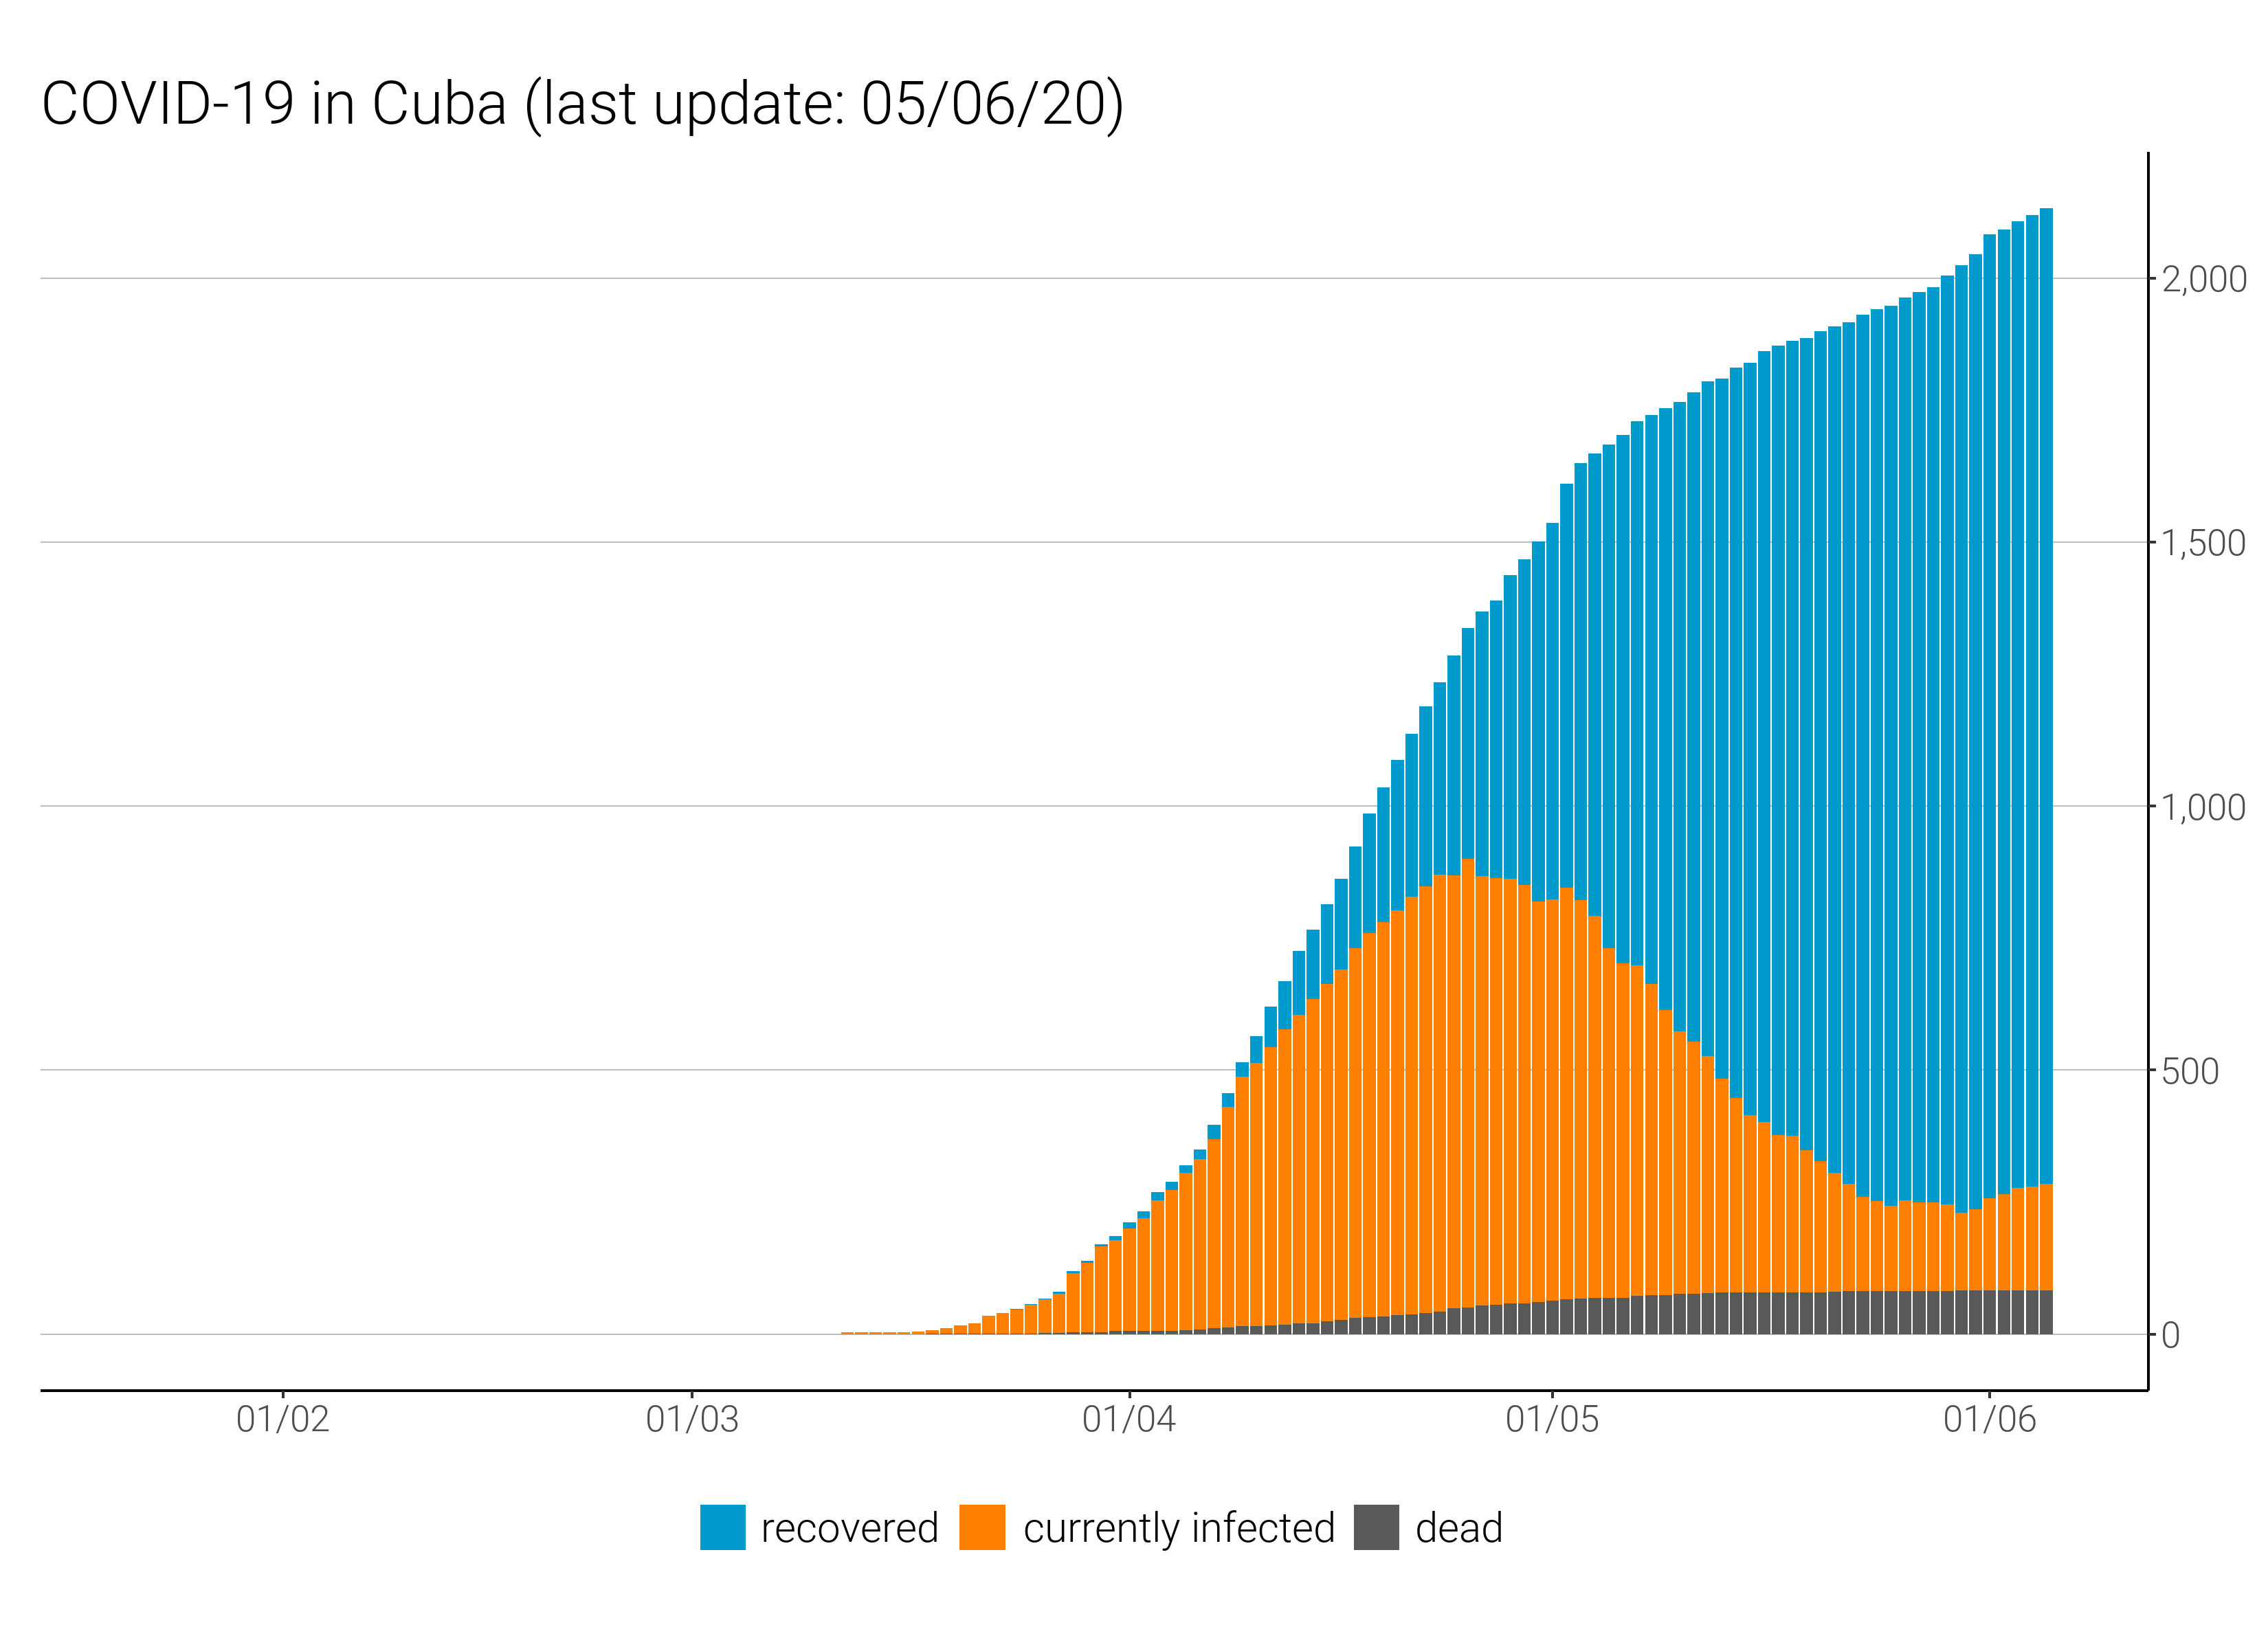 COVID-19 in Cuba (last update: 05/06/20)
2,000
1,500
1,000
500
0
01/02 01/03 01/04 01/05 01/06
recovered currently infected dead